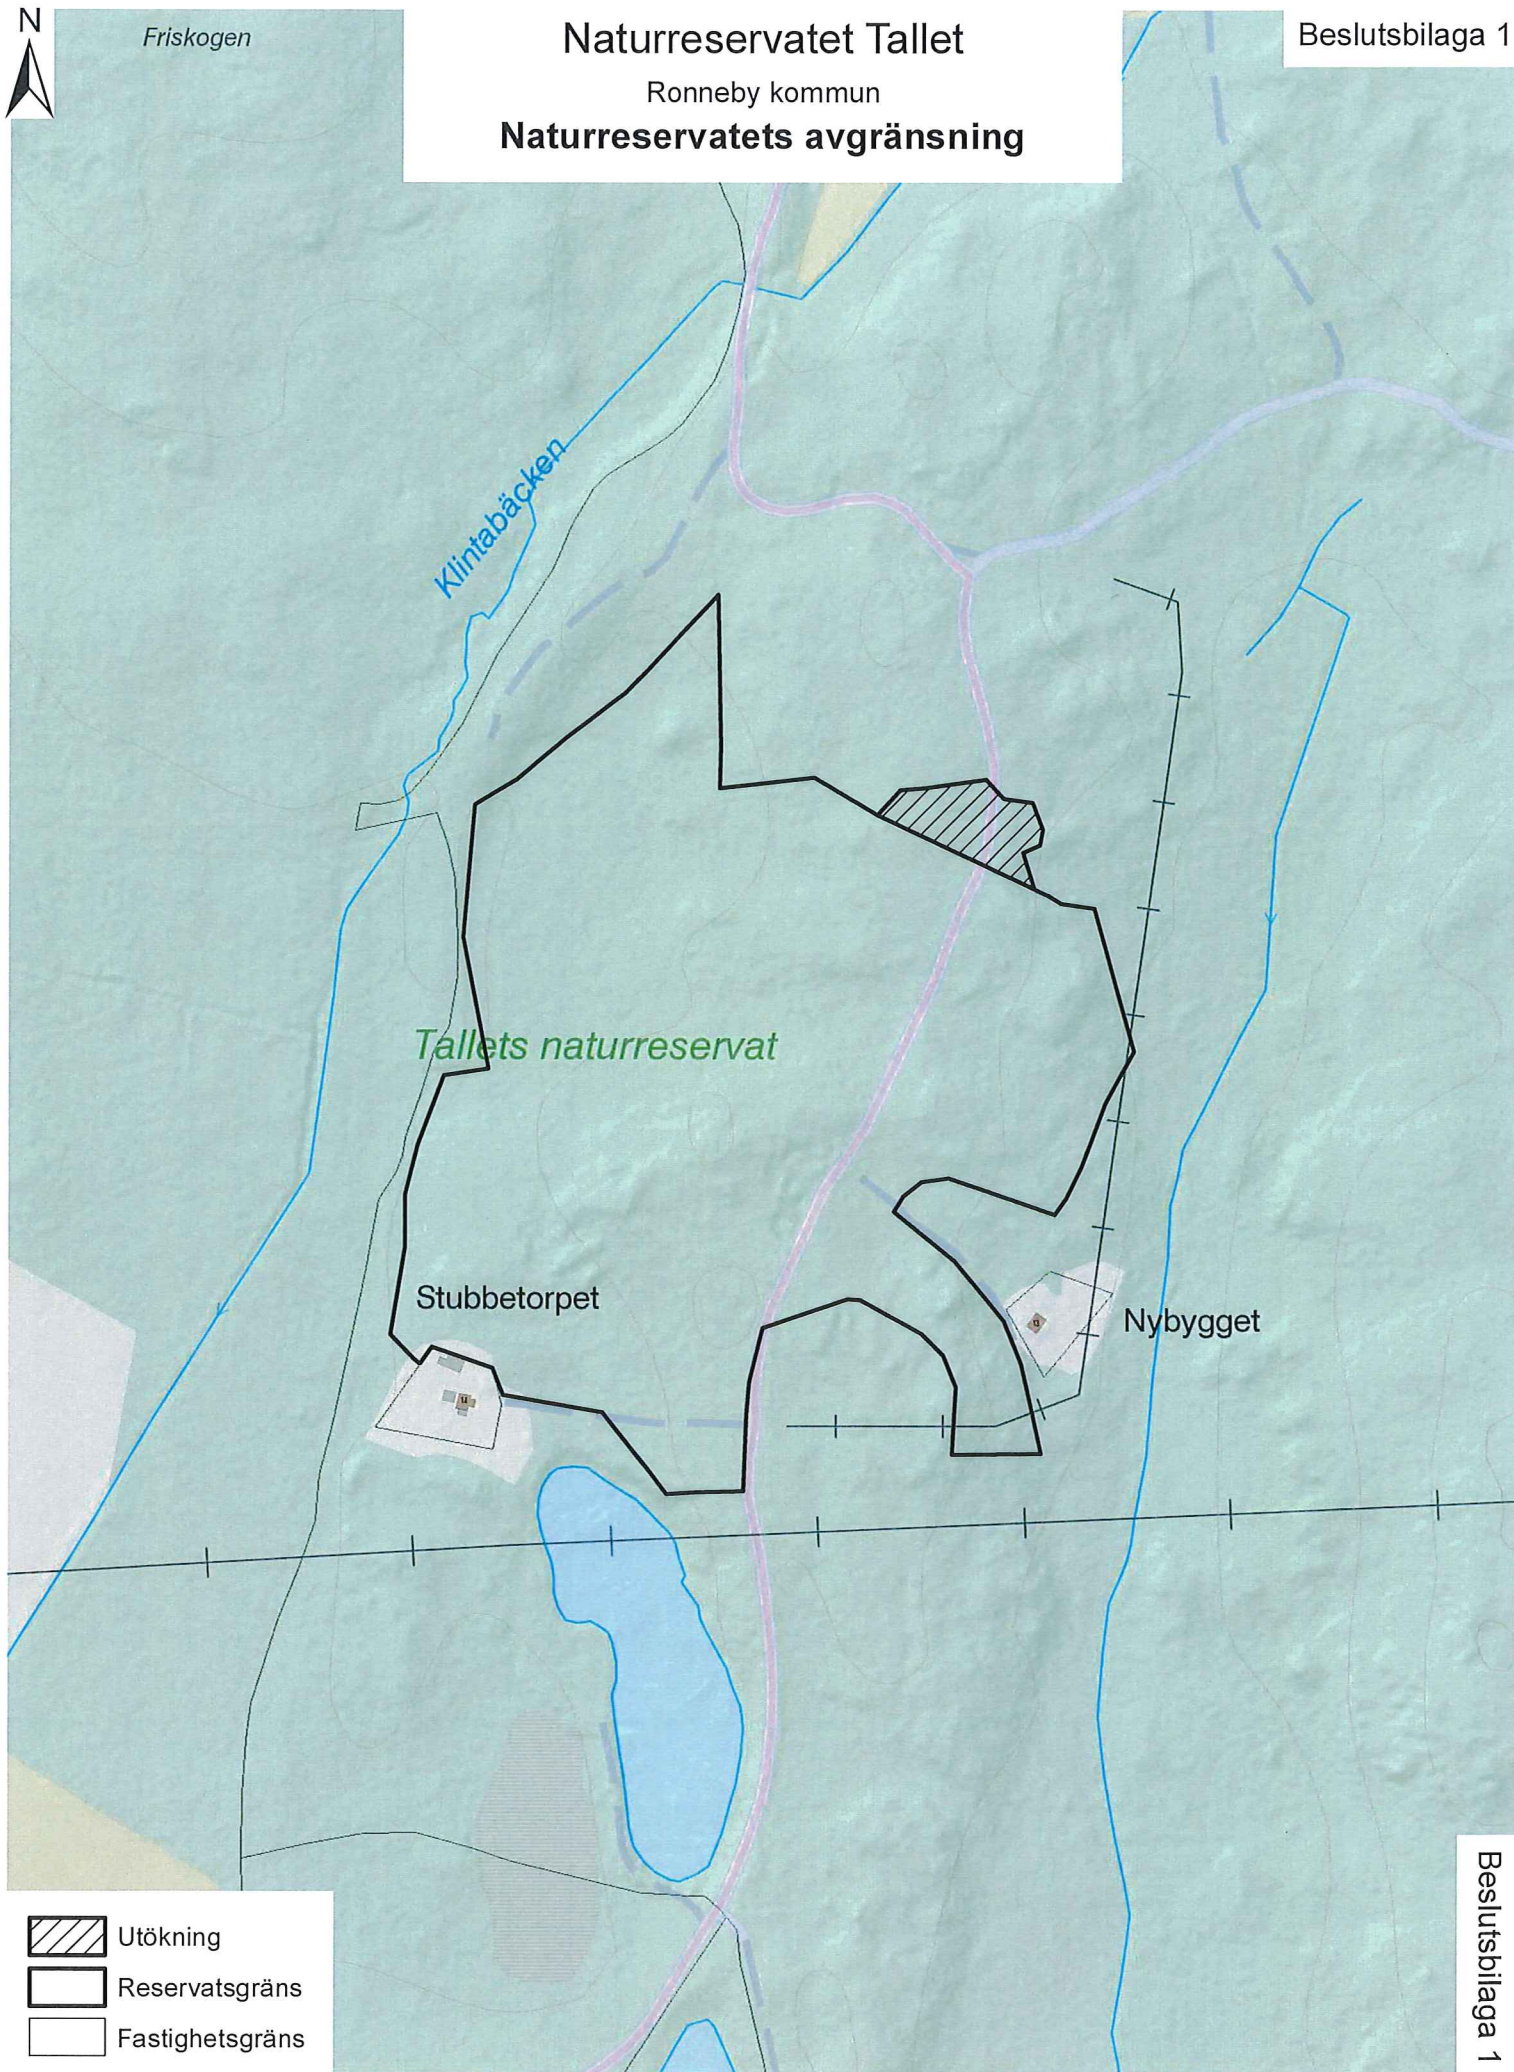 N
Friskogen
Naturreservatet Tallet
Ronneby kommun
Naturreservatets avgränsning
Beslutsbilaga 1
Klintabäcken
Tallets naturreservat
Stubbetorpet
Nybygget
Utökning
Reservatsgräns
Fastighetsgräns
Beslutsbilaga 1